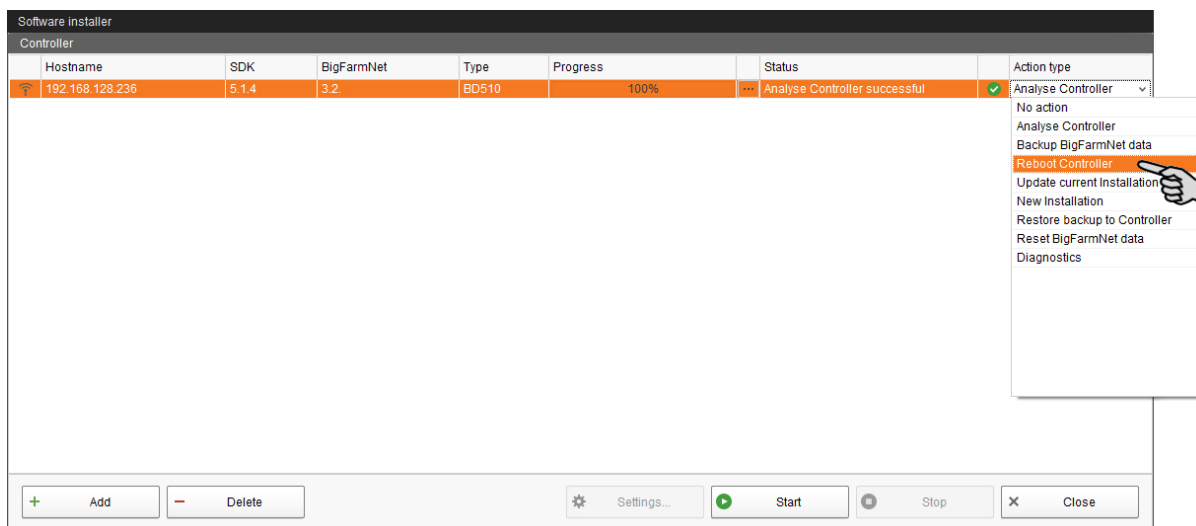 Software installer
Controller
Hostname SDK BigFarmNet Type Progress Status Action type
192.168.128.236 5.1.4 3.2. BD510 100% ... Analyse Controller successful Analyse Controller
No action
Analyse Controller
Backup BigFarmNet data
Reboot Controller
Update current Installation
New Installation
Restore backup to Controller
Reset BigFarmNet data
Diagnostics
Add Delete Settings... Start Stop Close